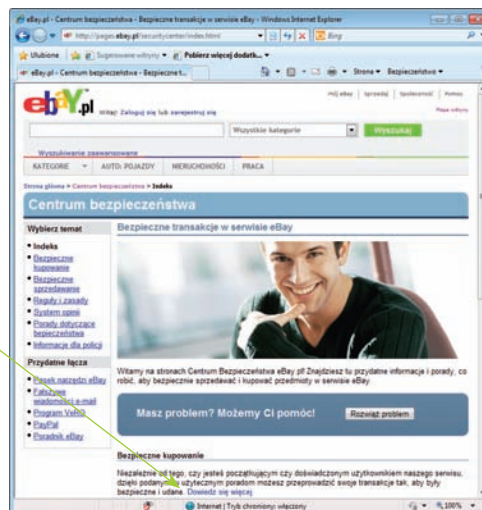 eBay.pl - Centrum bezpieczeństwa - Bezpieczne transakcje w serwisie eBay - Windows Internet Explorer
http://pages.ebay.pl/securitycenter/index.html
Bing
Ulubione Sugerowane witryny Pobierz więcej dodatk...
eBay.pl - Centrum bezpieczeństwa - Bezpieczne t...
Strona Bezpieczeństwo
mój eBay | Sprzedaj | Społeczność | Pomoc
ebY.pl
Witaj! Zaloguj się lub zarejestruj się
Mapa witryny
Wszystkie kategorie
Wyszukaj
Wyszukiwanie zaawansowane
KATEGORIE AUTO: POJAZDY NIERUCHOMOŚCI PRACA
Strona główna > Centrum bezpieczeństwa > Indeks
Centrum bezpieczeństwa
Wybierz temat
Indeks
Bezpieczne
kupowanie
Bezpieczne
sprzedawanie
Reguły i zasady
System opinii
Porady dotyczące
bezpieczeństwa
Informacje dla policji
Przydatne łącza
Pasek narzędzi eBay
Fałszywe
wiadomości e-mail
Program VeRO
PayPal
Poradnik eBay
Bezpieczne transakcje w serwisie eBay
Witamy na stronach Centrum Bezpieczeństwa eBay.pl! Znajdziesz tu przydatne informacje i porady, co
robić, aby bezpiecznie sprzedawać i kupować przedmioty w serwisie eBay.
Masz problem? Możemy Ci pomóc!
Rozwiąż problem
Bezpieczne kupowanie
Niezależnie od tego, czy jesteś początkującym czy doświadczonym użytkownikiem naszego serwisu,
dzięki podanym użytecznym poradom możesz przeprowadzić swoje transakcje tak, aby były
bezpieczne i udane. Dowiedz się więcej
Internet | Tryb chroniony: włączony
100%